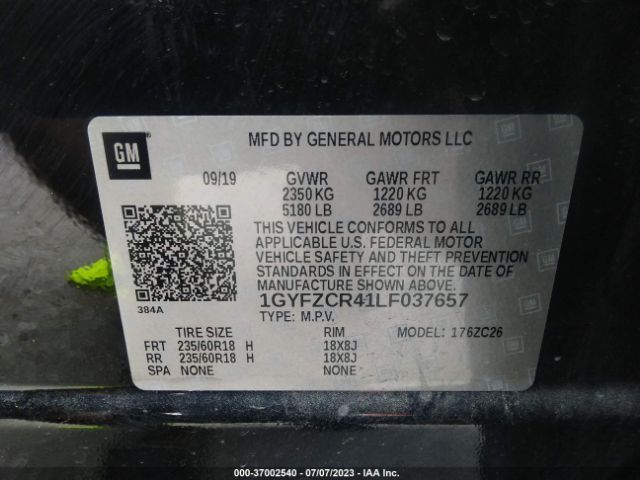 GM
MFD BY GENERAL MOTORS LLC
09/19 GVWR GAWR FRT GAWR RR
2350 KG 1220 KG 1220 KG
5180 LB 2689 LB 2689 LB
THIS VEHICLE CONFORMS TO ALL
APPLICABLE U.S. FEDERAL MOTOR
VEHICLE SAFETY AND THEFT PREVENTION
STANDARDS IN EFFECT ON THE DATE OF
MANUFACTURE SHOWN ABOVE.
1GYFZCR41LF037657
384A
TYPE: M.P.V.
TIRE SIZE RIM MODEL: 176ZC26
FRT 235/60R18 H 18X8J
RR 235/60R18 H 18X8J
SPA NONE NONE
000-37002540 - 07/07/2023 - IAA Inc.